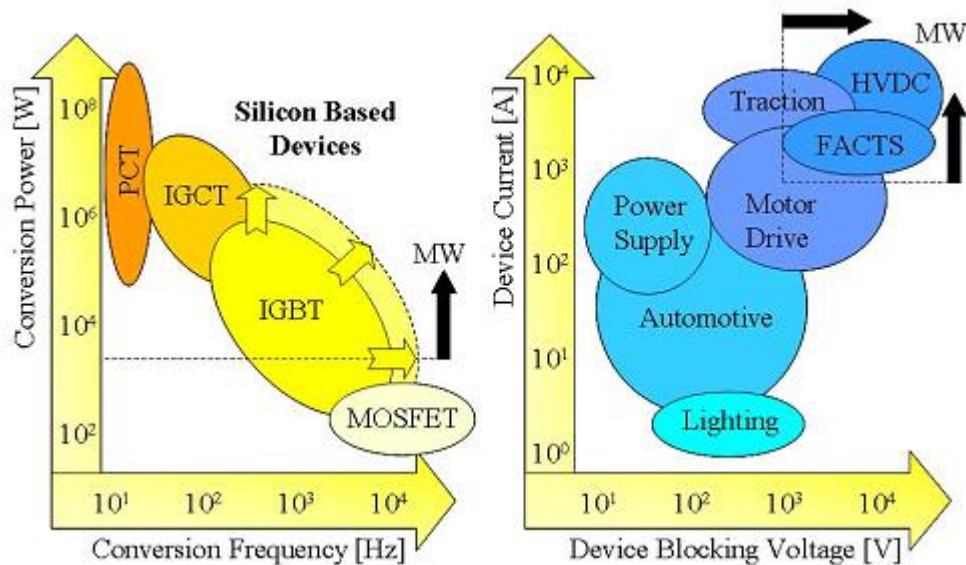 Conversion Power [W]
10⁸
10⁶
10⁴
10²
PCT
IGCT
Silicon Based
Devices
IGBT
MW
MOSFET
10¹
10²
10³
10⁴
Conversion Frequency [Hz]
Device Current [A]
10⁴
10³
10²
10¹
10⁰
MW
HVDC
Traction
FACTS
Power
Supply
Motor
Drive
Automotive
Lighting
10¹
10²
10³
10⁴
Device Blocking Voltage [V]